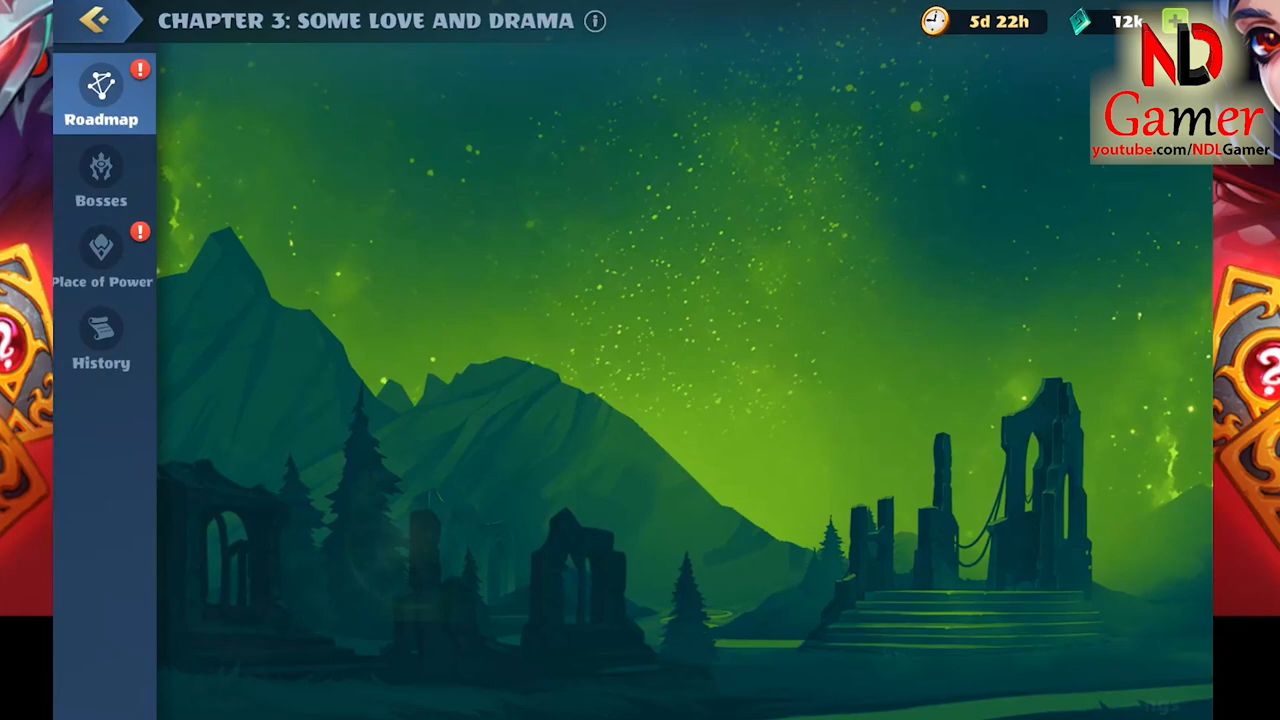 CHAPTER 3: SOME LOVE AND DRAMA
5d 22h
12k
NDL
Gamer
youtube.com/NDLGamer
Roadmap
Bosses
Place of Power
History